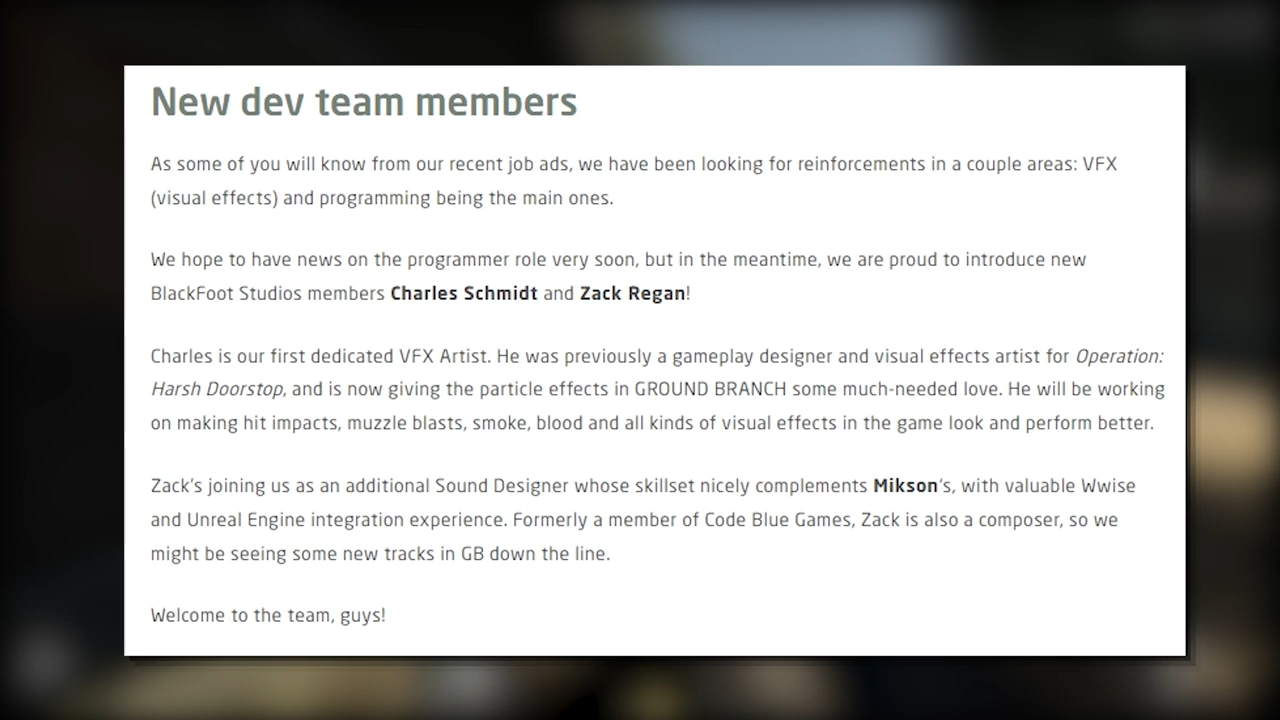 New dev team members
As some of you will know from our recent job ads, we have been looking for reinforcements in a couple areas: VFX
(visual effects) and programming being the main ones.
We hope to have news on the programmer role very soon, but in the meantime, we are proud to introduce new
BlackFoot Studios members Charles Schmidt and Zack Regan!
Charles is our first dedicated VFX Artist. He was previously a gameplay designer and visual effects artist for Operation:
Harsh Doorstop, and is now giving the particle effects in GROUND BRANCH some much-needed love. He will be working
on making hit impacts, muzzle blasts, smoke, blood and all kinds of visual effects in the game look and perform better.
Zack's joining us as an additional Sound Designer whose skillset nicely complements Mikson's, with valuable Wwise
and Unreal Engine integration experience. Formerly a member of Code Blue Games, Zack is also a composer, so we
might be seeing some new tracks in GB down the line.
Welcome to the team, guys!